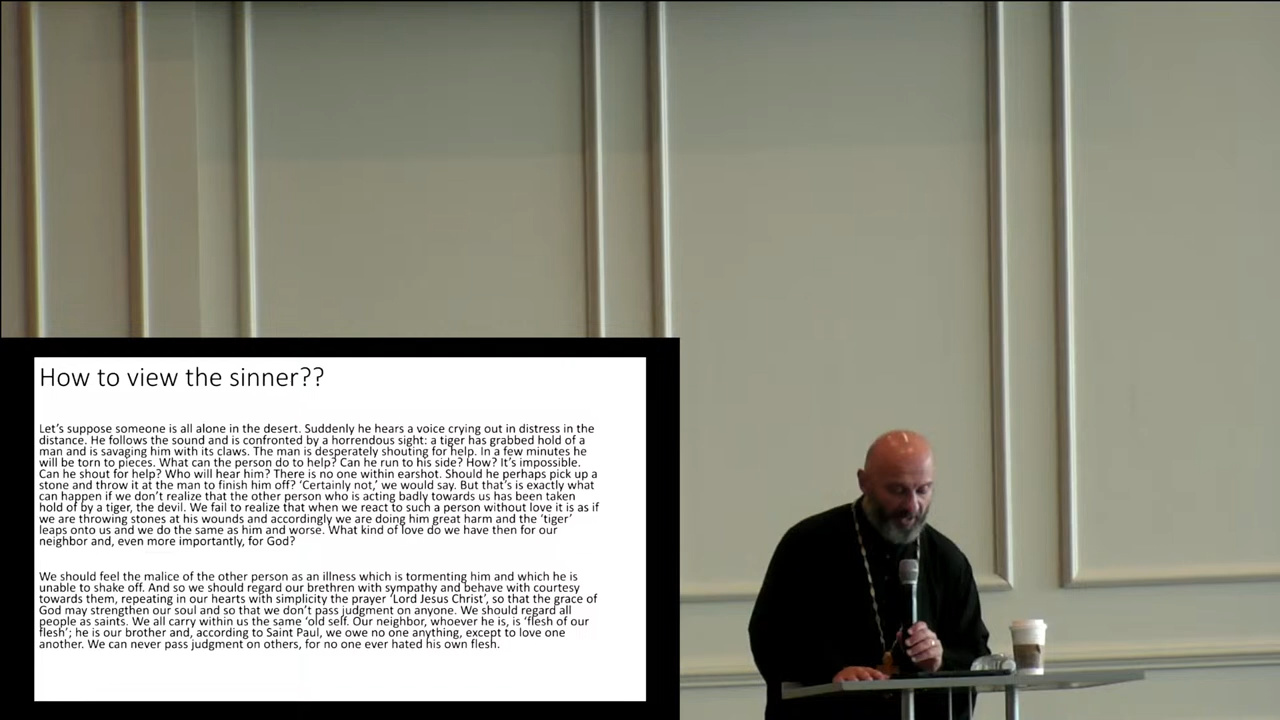 How to view the sinner??
Let's suppose someone is all alone in the desert. Suddenly he hears a voice crying out in distress in the
distance. He follows the sound and is confronted by a horrendous sight: a tiger has grabbed hold of a
man and is savaging him with its claws. The man is desperately shouting for help. In a few minutes he
will be torn to pieces. What can the person do to help? Can he run to his side? How? It's impossible.
Can he shout for help? Who will hear him? There is no one within earshot. Should he perhaps pick up a
stone and throw it at the man to finish him off? 'Certainly not,' we would say. But that's is exactly what
can happen if we don't realize that the other person who is acting badly towards us has been taken
hold of by a tiger, the devil. We fail to realize that when we react to such a person without love it is as if
we are throwing stones at his wounds and accordingly we are doing him great harm and the 'tiger'
leaps onto us and we do the same as him and worse. What kind of love do we have then for our
neighbor and, even more importantly, for God?
We should feel the malice of the other person as an illness which is tormenting him and which he is
unable to shake off. And so we should regard our brethren with sympathy and behave with courtesy
towards them, repeating in our hearts with simplicity the prayer 'Lord Jesus Christ', so that the grace of
God may strengthen our soul and so that we don't pass judgment on anyone. We should regard all
people as saints. We all carry within us the same 'old self. Our neighbor, whoever he is, is 'flesh of our
flesh'; he is our brother and, according to Saint Paul, we owe no one anything, except to love one
another. We can never pass judgment on others, for no one ever hated his own flesh.